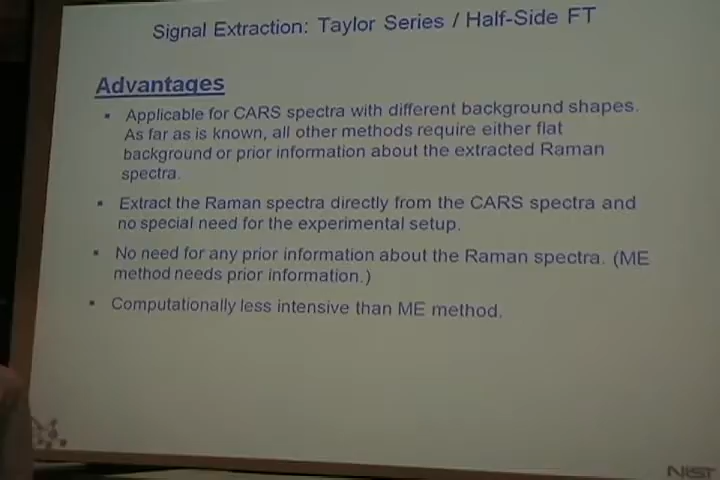 Signal Extraction: Taylor Series / Half-Side FT
Advantages
▪ Applicable for CARS spectra with different background shapes.
As far as is known, all other methods require either flat
background or prior information about the extracted Raman
spectra.
▪ Extract the Raman spectra directly from the CARS spectra and
no special need for the experimental setup.
▪ No need for any prior information about the Raman spectra. (ME
method needs prior information.)
▪ Computationally less intensive than ME method.
NIST